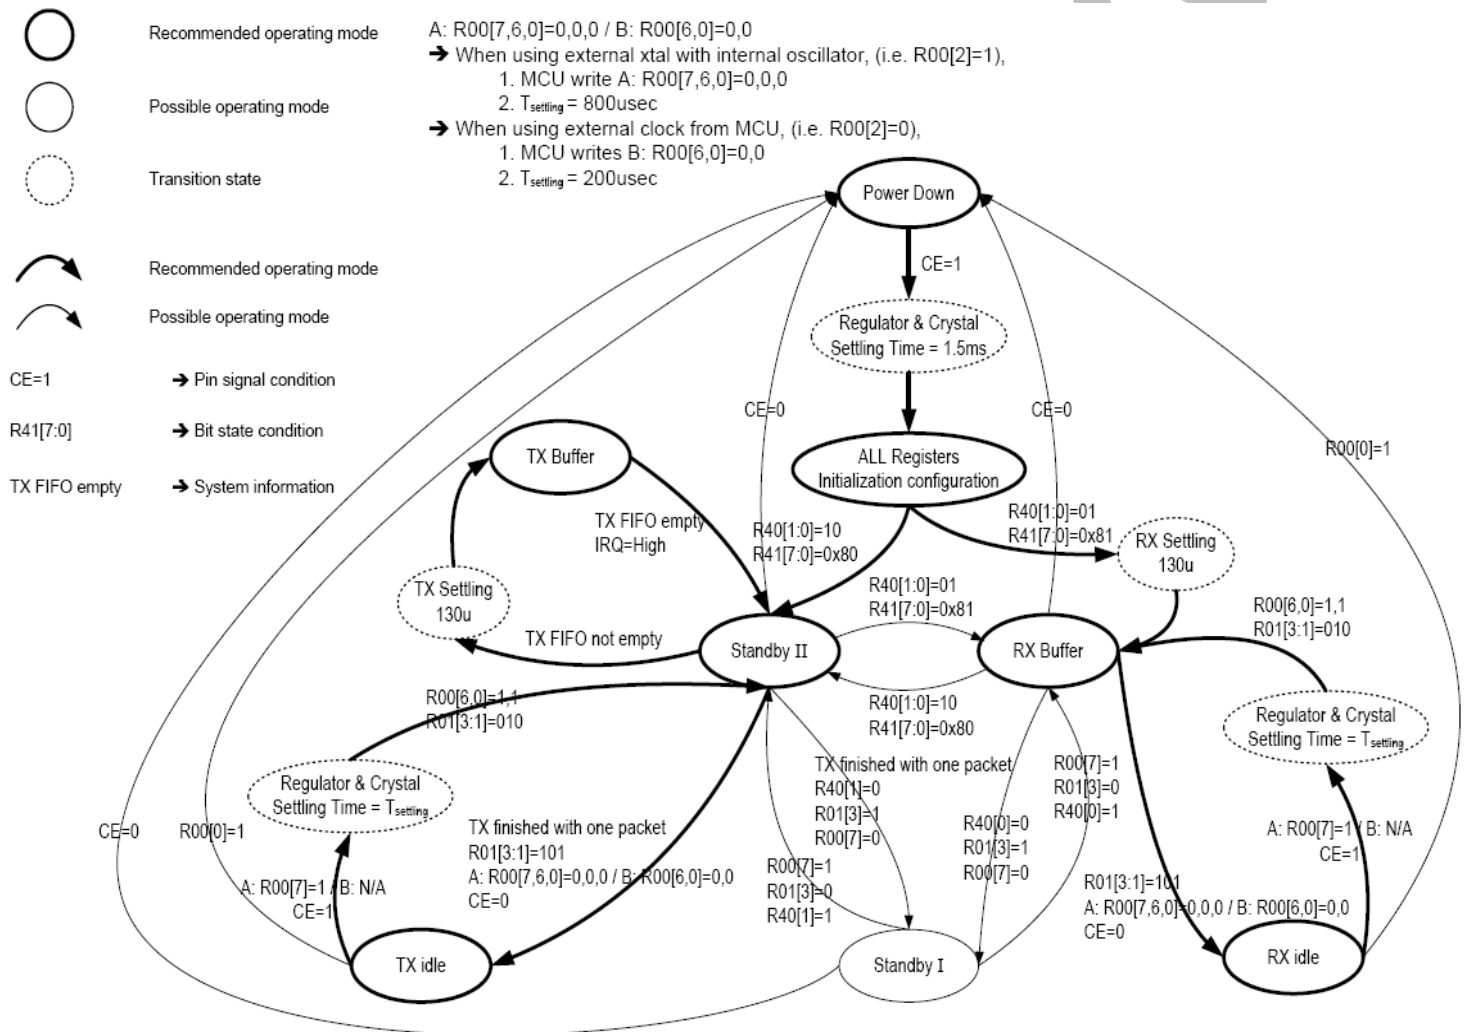 Recommended operating mode
Possible operating mode
Transition state
Recommended operating mode
Possible operating mode
CE=1 ➔ Pin signal condition
R41[7:0] ➔ Bit state condition
TX FIFO empty ➔ System information
A: R00[7,6,0]=0,0,0 / B: R00[6,0]=0,0
➔ When using external xtal with internal oscillator, (i.e. R00[2]=1),
1. MCU write A: R00[7,6,0]=0,0,0
2. Tsettling = 800usec
➔ When using external clock from MCU, (i.e. R00[2]=0),
1. MCU writes B: R00[6,0]=0,0
2. Tsettling = 200usec
Power Down
CE=1
Regulator & Crystal
Settling Time = 1.5ms
CE=0
CE=0
R00[0]=1
TX Buffer
ALL Registers
Initialization configuration
TX FIFO empty
IRQ=High
R40[1:0]=10
R41[7:0]=0x80
R40[1:0]=01
R41[7:0]=0x81
RX Settling
130u
TX Settling
130u
R40[1:0]=01
R41[7:0]=0x81
R00[6,0]=1,1
R01[3:1]=010
TX FIFO not empty
Standby II
RX Buffer
R00[6,0]=1,1
R01[3:1]=010
R40[1:0]=10
R41[7:0]=0x80
Regulator & Crystal
Settling Time = Tsettling
Regulator & Crystal
Settling Time = Tsettling
TX finished with one packet
R40[1]=0
R01[3]=1
R00[7]=0
R00[7]=1
R01[3]=0
R40[0]=1
CE=0
R00[0]=1
TX finished with one packet
R01[3:1]=101
A: R00[7,6,0]=0,0,0 / B: R00[6,0]=0,0
CE=0
R00[7]=1
R01[3]=0
R40[1]=1
R40[0]=0
R01[3]=1
R00[7]=0
A: R00[7]=1 / B: N/A
CE=1
A: R00[7]=1 / B: N/A
CE=1
R01[3:1]=101
A: R00[7,6,0]=0,0,0 / B: R00[6,0]=0,0
CE=0
TX idle
Standby I
RX idle